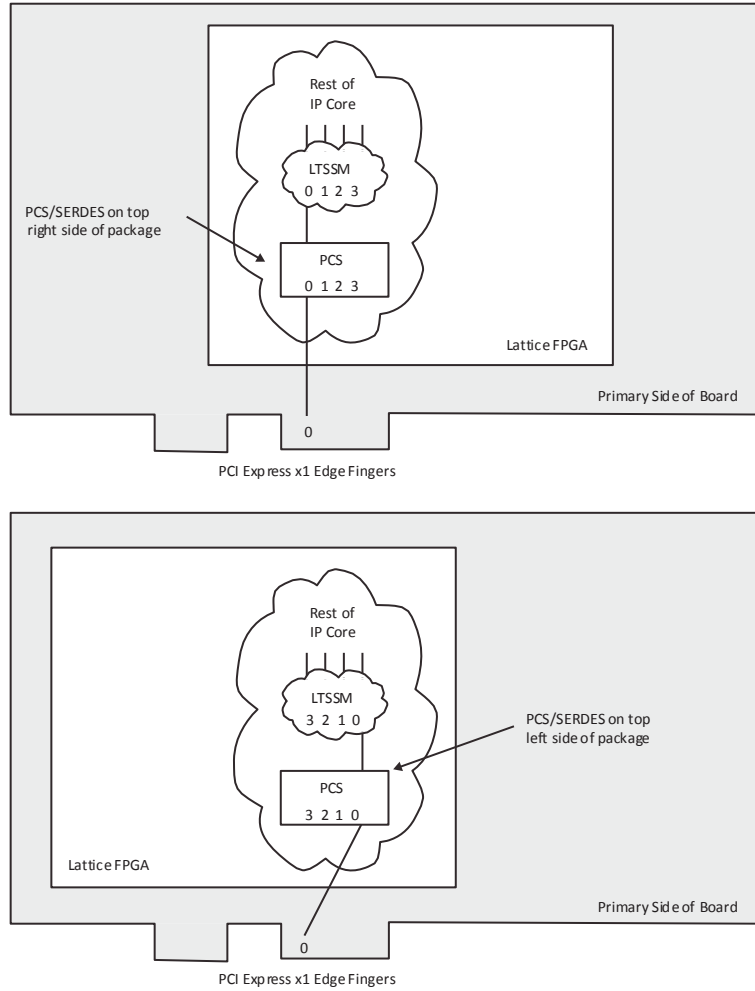 Rest of
IP Core
LTSSM
0 1 2 3
PCS/SERDES on top
right side of package
PCS
0 1 2 3
Lattice FPGA
Primary Side of Board
0
PCI Express x1 Edge Fingers
Rest of
IP Core
LTSSM
3 2 1 0
PCS/SERDES on top
left side of package
PCS
3 2 1 0
Lattice FPGA
Primary Side of Board
0
PCI Express x1 Edge Fingers